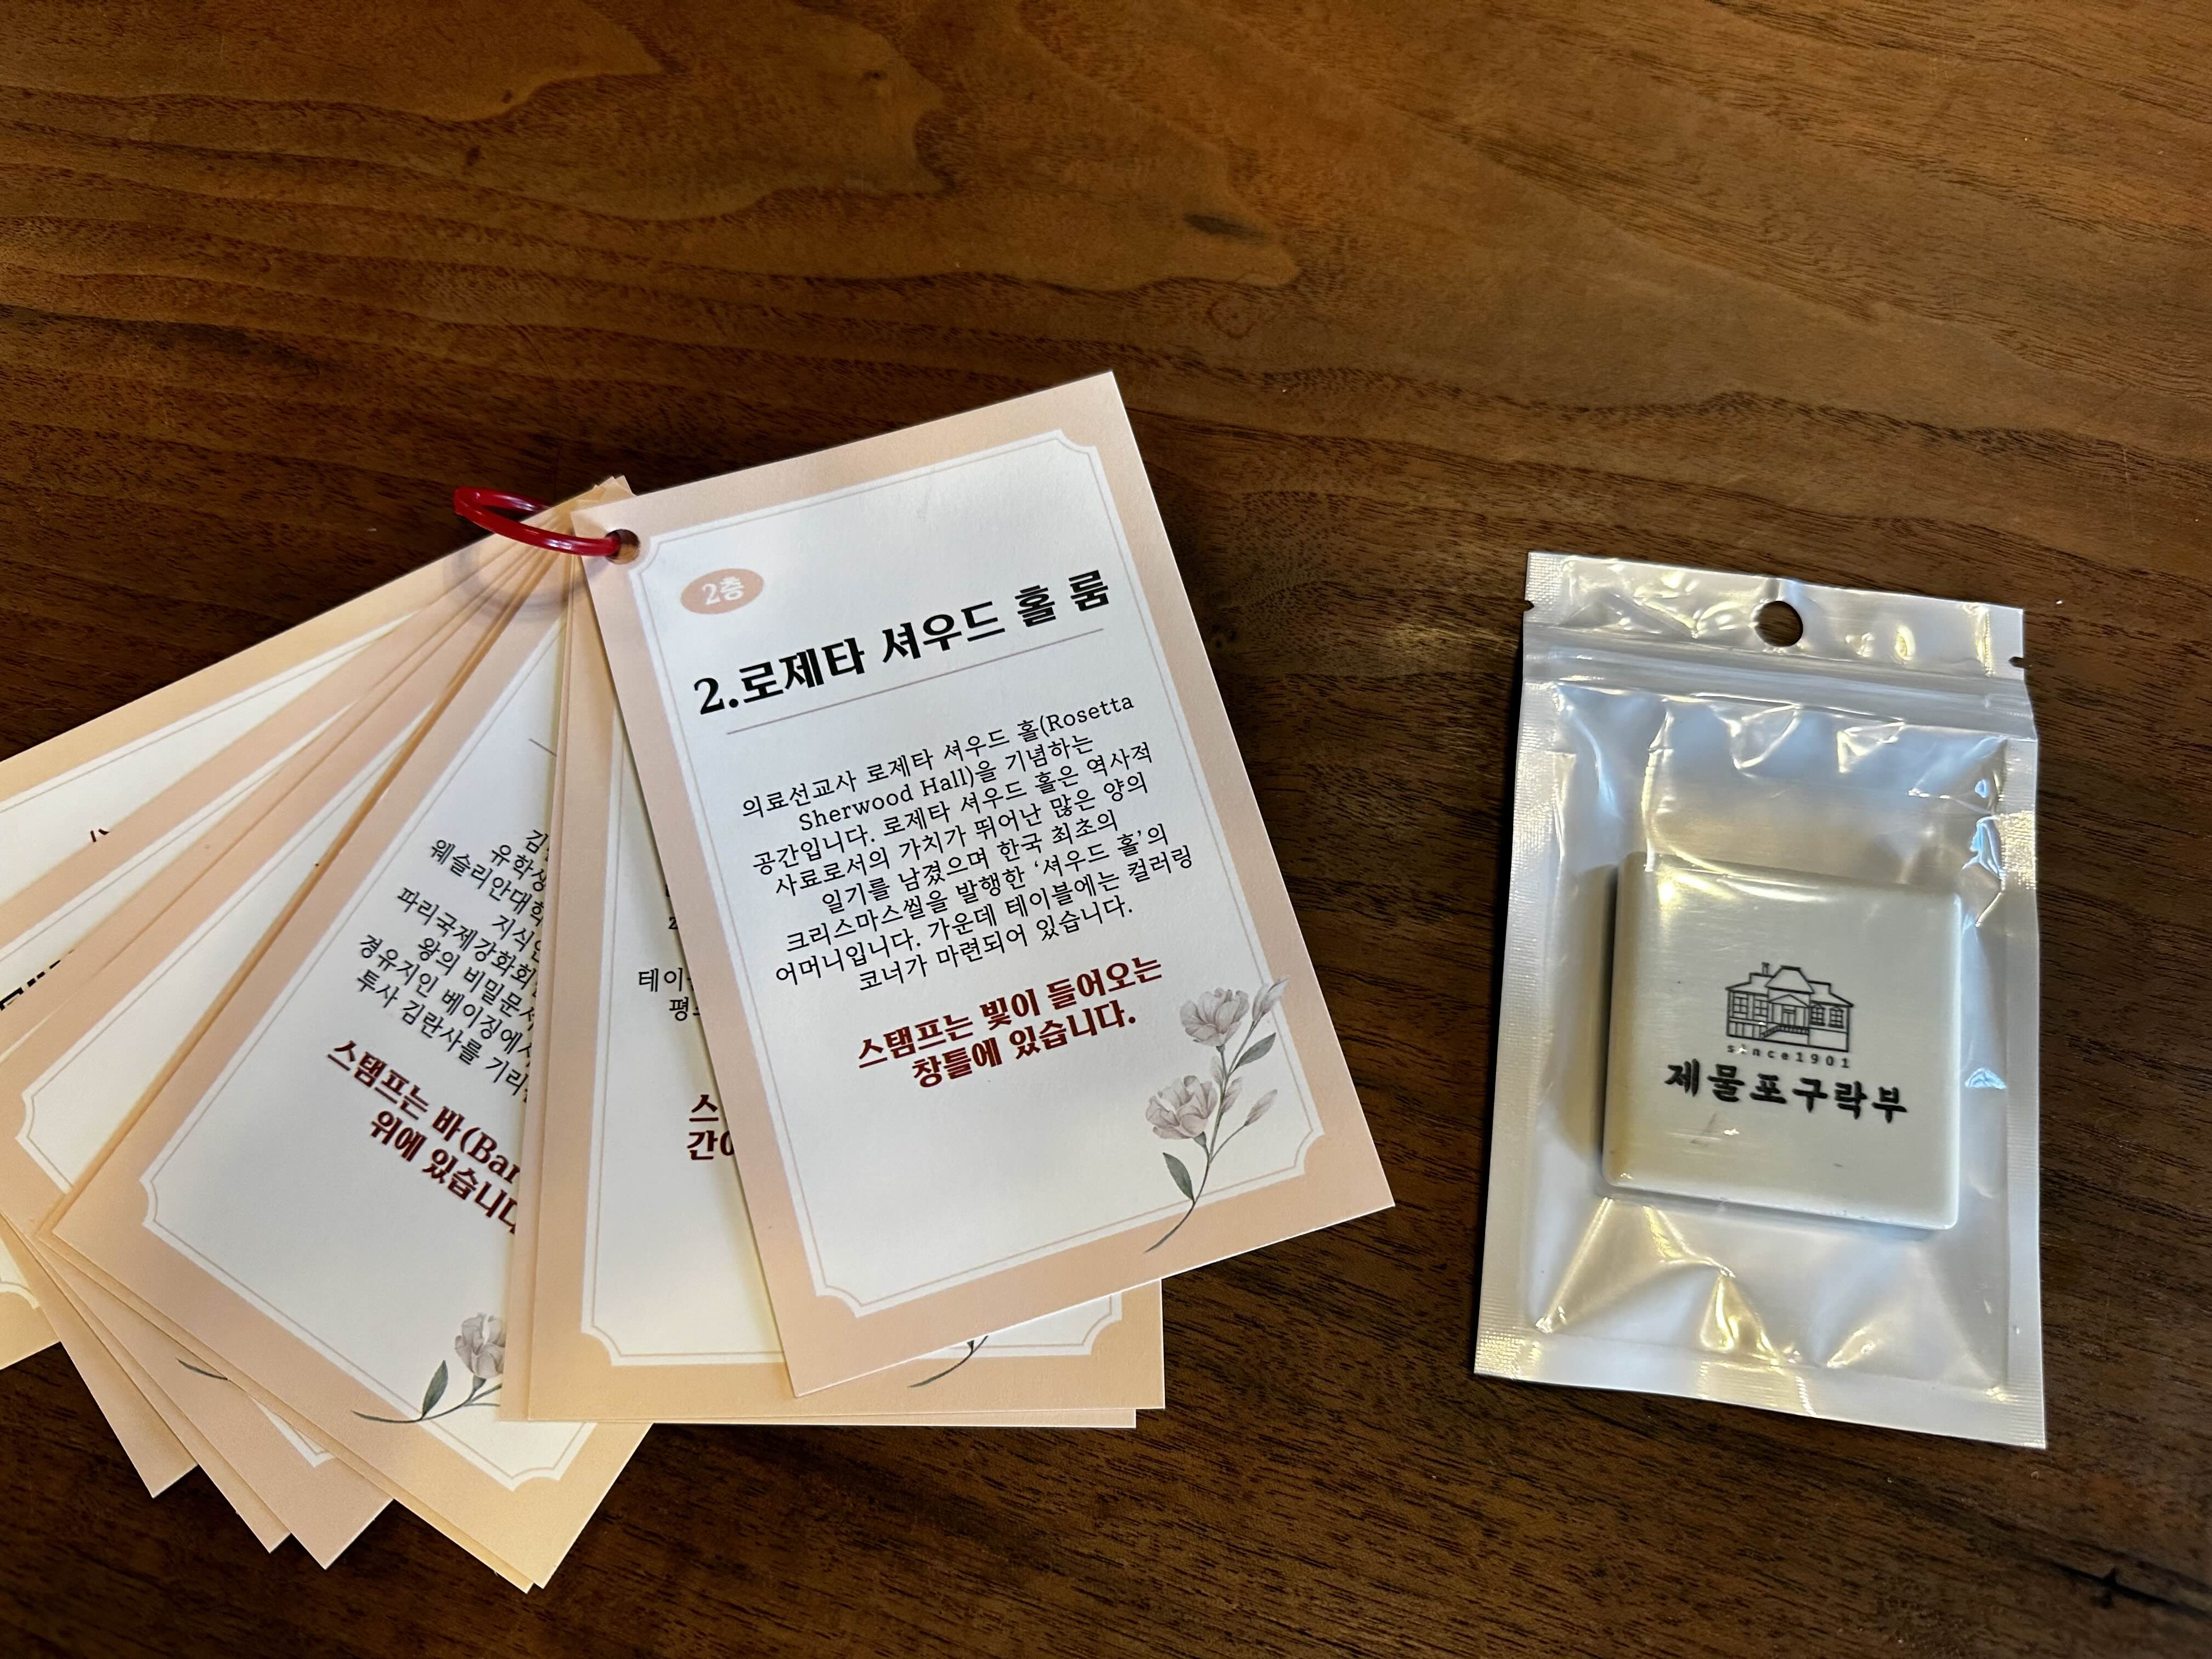 2층
2.로제타 셔우드 홀 룸
의료선교사 로제타 셔우드 홀(Rosetta
Sherwood Hall)을 기념하는
공간입니다. 로제타 셔우드 홀은 역사적
사료로서의 가치가 뛰어난 많은 양의
일기를 남겼으며 한국 최초의
크리스마스씰을 발행한 ‘셔우드 홀’의
어머니입니다. 가운데 테이블에는 컬러링
코너가 마련되어 있습니다.
스탬프는 빛이 들어오는
창틀에 있습니다.
유학생
웨슬리안대학
지식인
파리국제강화회
왕의 비밀문서
경유지인 베이징에서
투사 김란사를 기리
스탬프는 바(Bar
위에 있습니다
테이
평
스
간이
since1901
제물포구락부